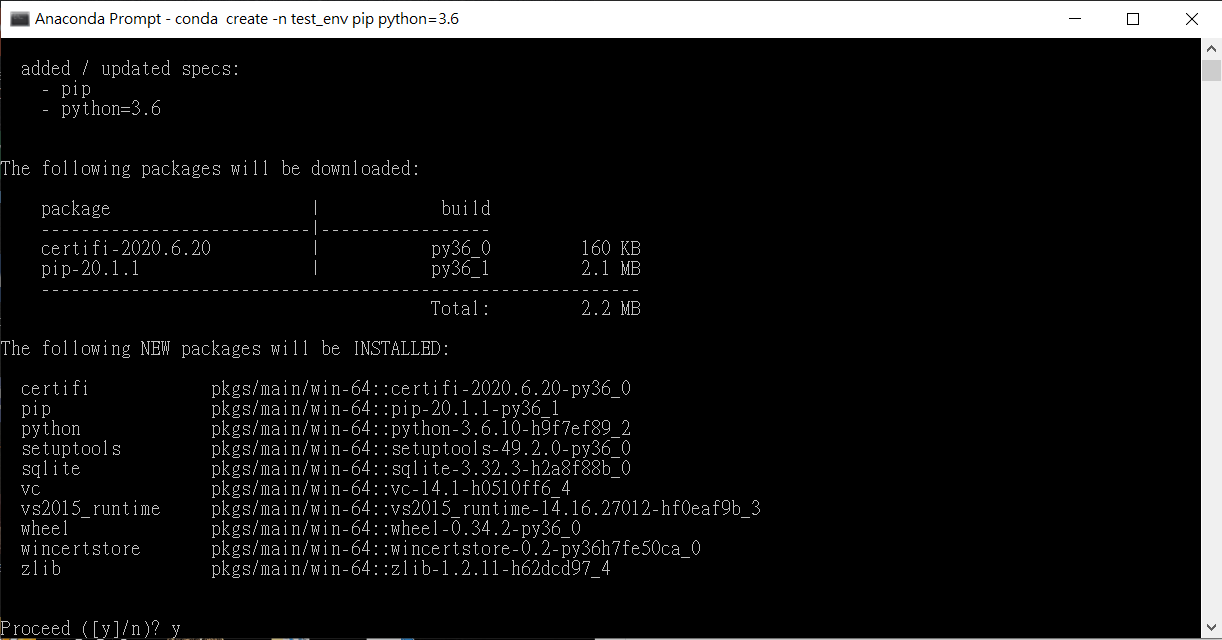 Anaconda Prompt - conda  create -n test_env pip python=3.6
added / updated specs:
- pip
- python=3.6
The following packages will be downloaded:
package                    |            build
---------------------------|-----------------
certifi-2020.6.20          |           py36_0         160 KB
pip-20.1.1                 |           py36_1         2.1 MB
------------------------------------------------------------
Total:         2.2 MB
The following NEW packages will be INSTALLED:
certifi            pkgs/main/win-64::certifi-2020.6.20-py36_0
pip                pkgs/main/win-64::pip-20.1.1-py36_1
python             pkgs/main/win-64::python-3.6.10-h9f7ef89_2
setuptools         pkgs/main/win-64::setuptools-49.2.0-py36_0
sqlite             pkgs/main/win-64::sqlite-3.32.3-h2a8f88b_0
vc                 pkgs/main/win-64::vc-14.1-h0510ff6_4
vs2015_runtime     pkgs/main/win-64::vs2015_runtime-14.16.27012-hf0eaf9b_3
wheel              pkgs/main/win-64::wheel-0.34.2-py36_0
wincertstore       pkgs/main/win-64::wincertstore-0.2-py36h7fe50ca_0
zlib               pkgs/main/win-64::zlib-1.2.11-h62dcd97_4
Proceed ([y]/n)? y